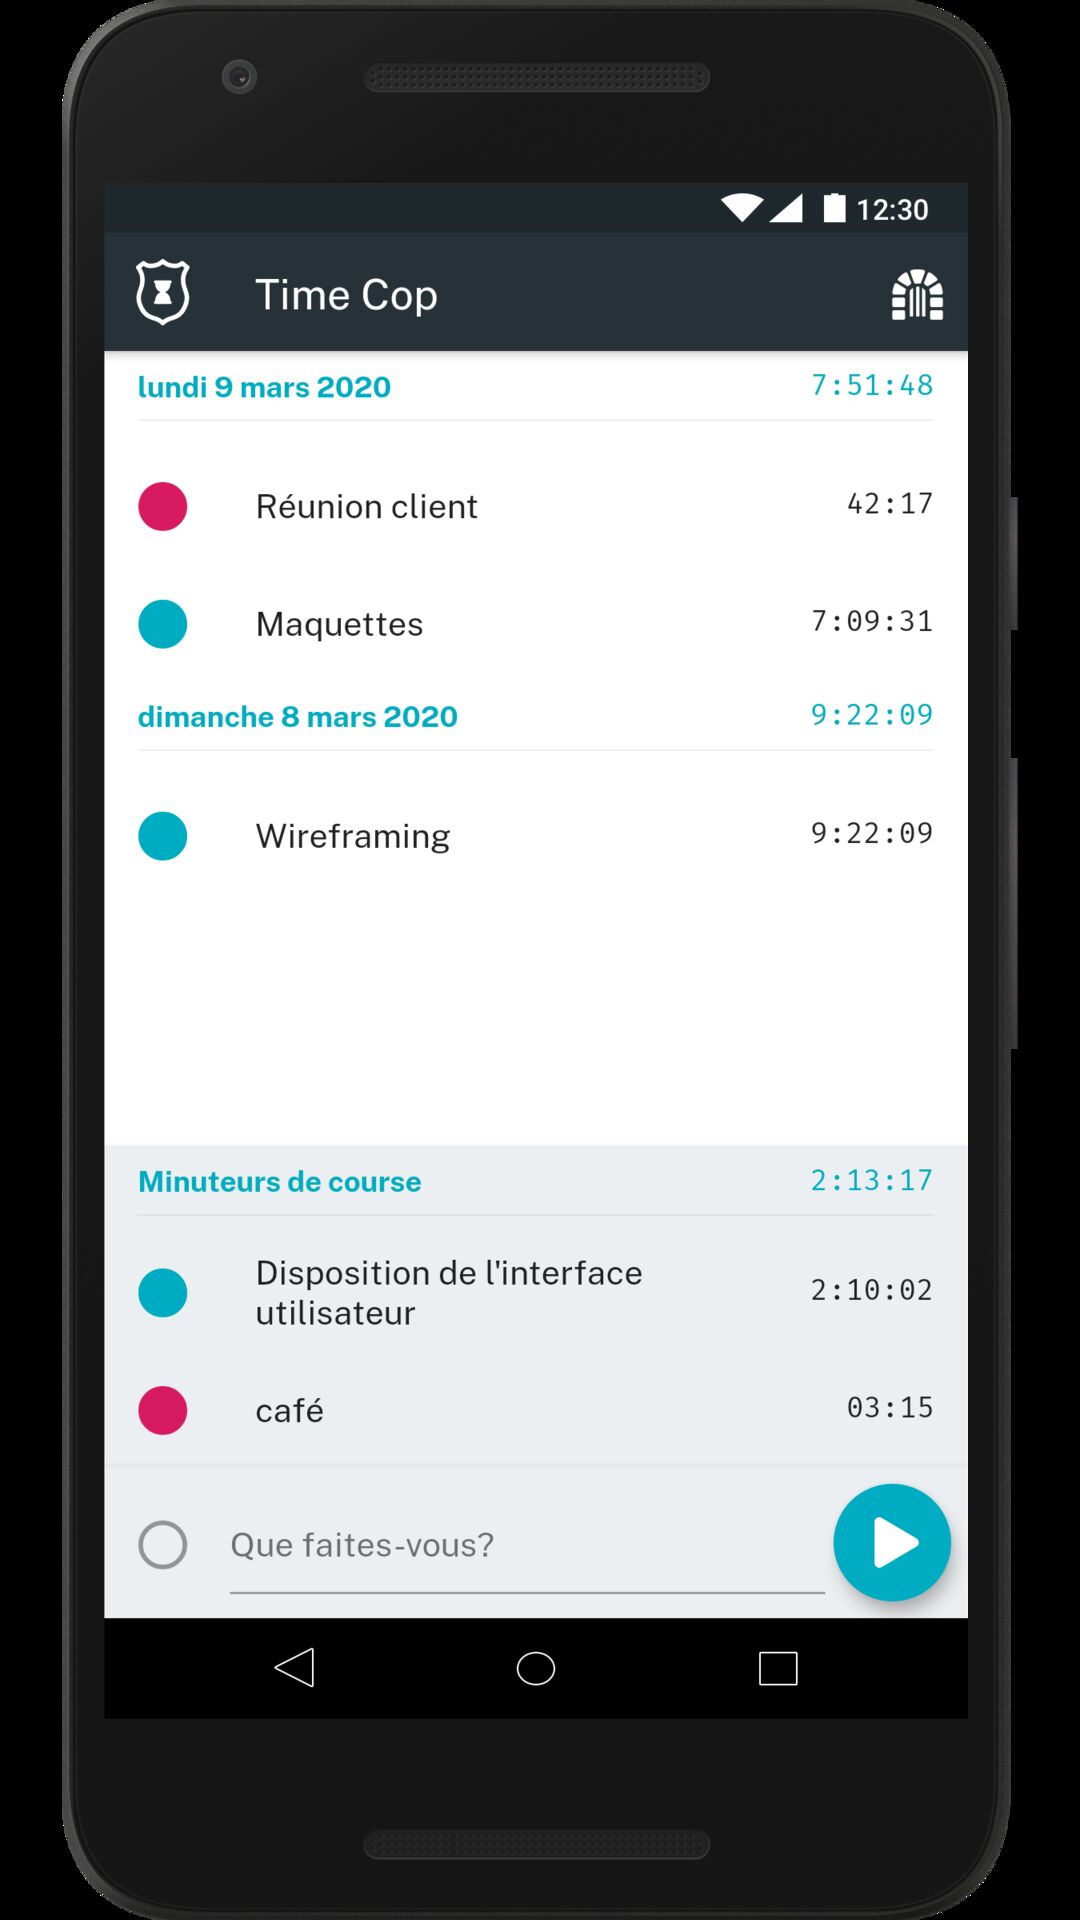 12:30
Time Cop
lundi 9 mars 2020 7:51:48
Réunion client 42:17
Maquettes 7:09:31
dimanche 8 mars 2020 9:22:09
Wireframing 9:22:09
Minuteurs de course 2:13:17
Disposition de l'interface
utilisateur 2:10:02
café 03:15
Que faites-vous?